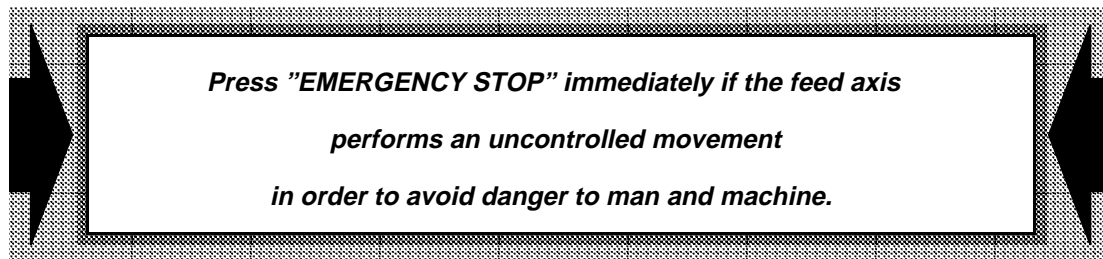 Press ”EMERGENCY STOP” immediately if the feed axis
performs an uncontrolled movement
in order to avoid danger to man and machine.